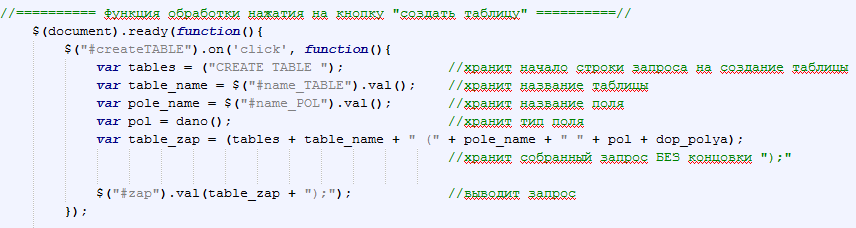 //========== Функция обработки нажатия на кнопку "создать таблицу" ==========//
$(document).ready(function(){
$("#createTABLE").on('click', function(){
var tables = ("CREATE TABLE "); //хранит начало строки запроса на создание таблицы
var table_name = $("#name_TABLE").val(); //хранит название таблицы
var pole_name = $("#name_POL").val(); //хранит название поля
var pol = dano(); //хранит тип поля
var table_zap = (tables + table_name + " (" + pole_name + " " + pol + dop_polya);
//хранит собранный запрос БЕЗ концовки ");"
$("#zap").val(table_zap + ");"); //выводит запрос
});